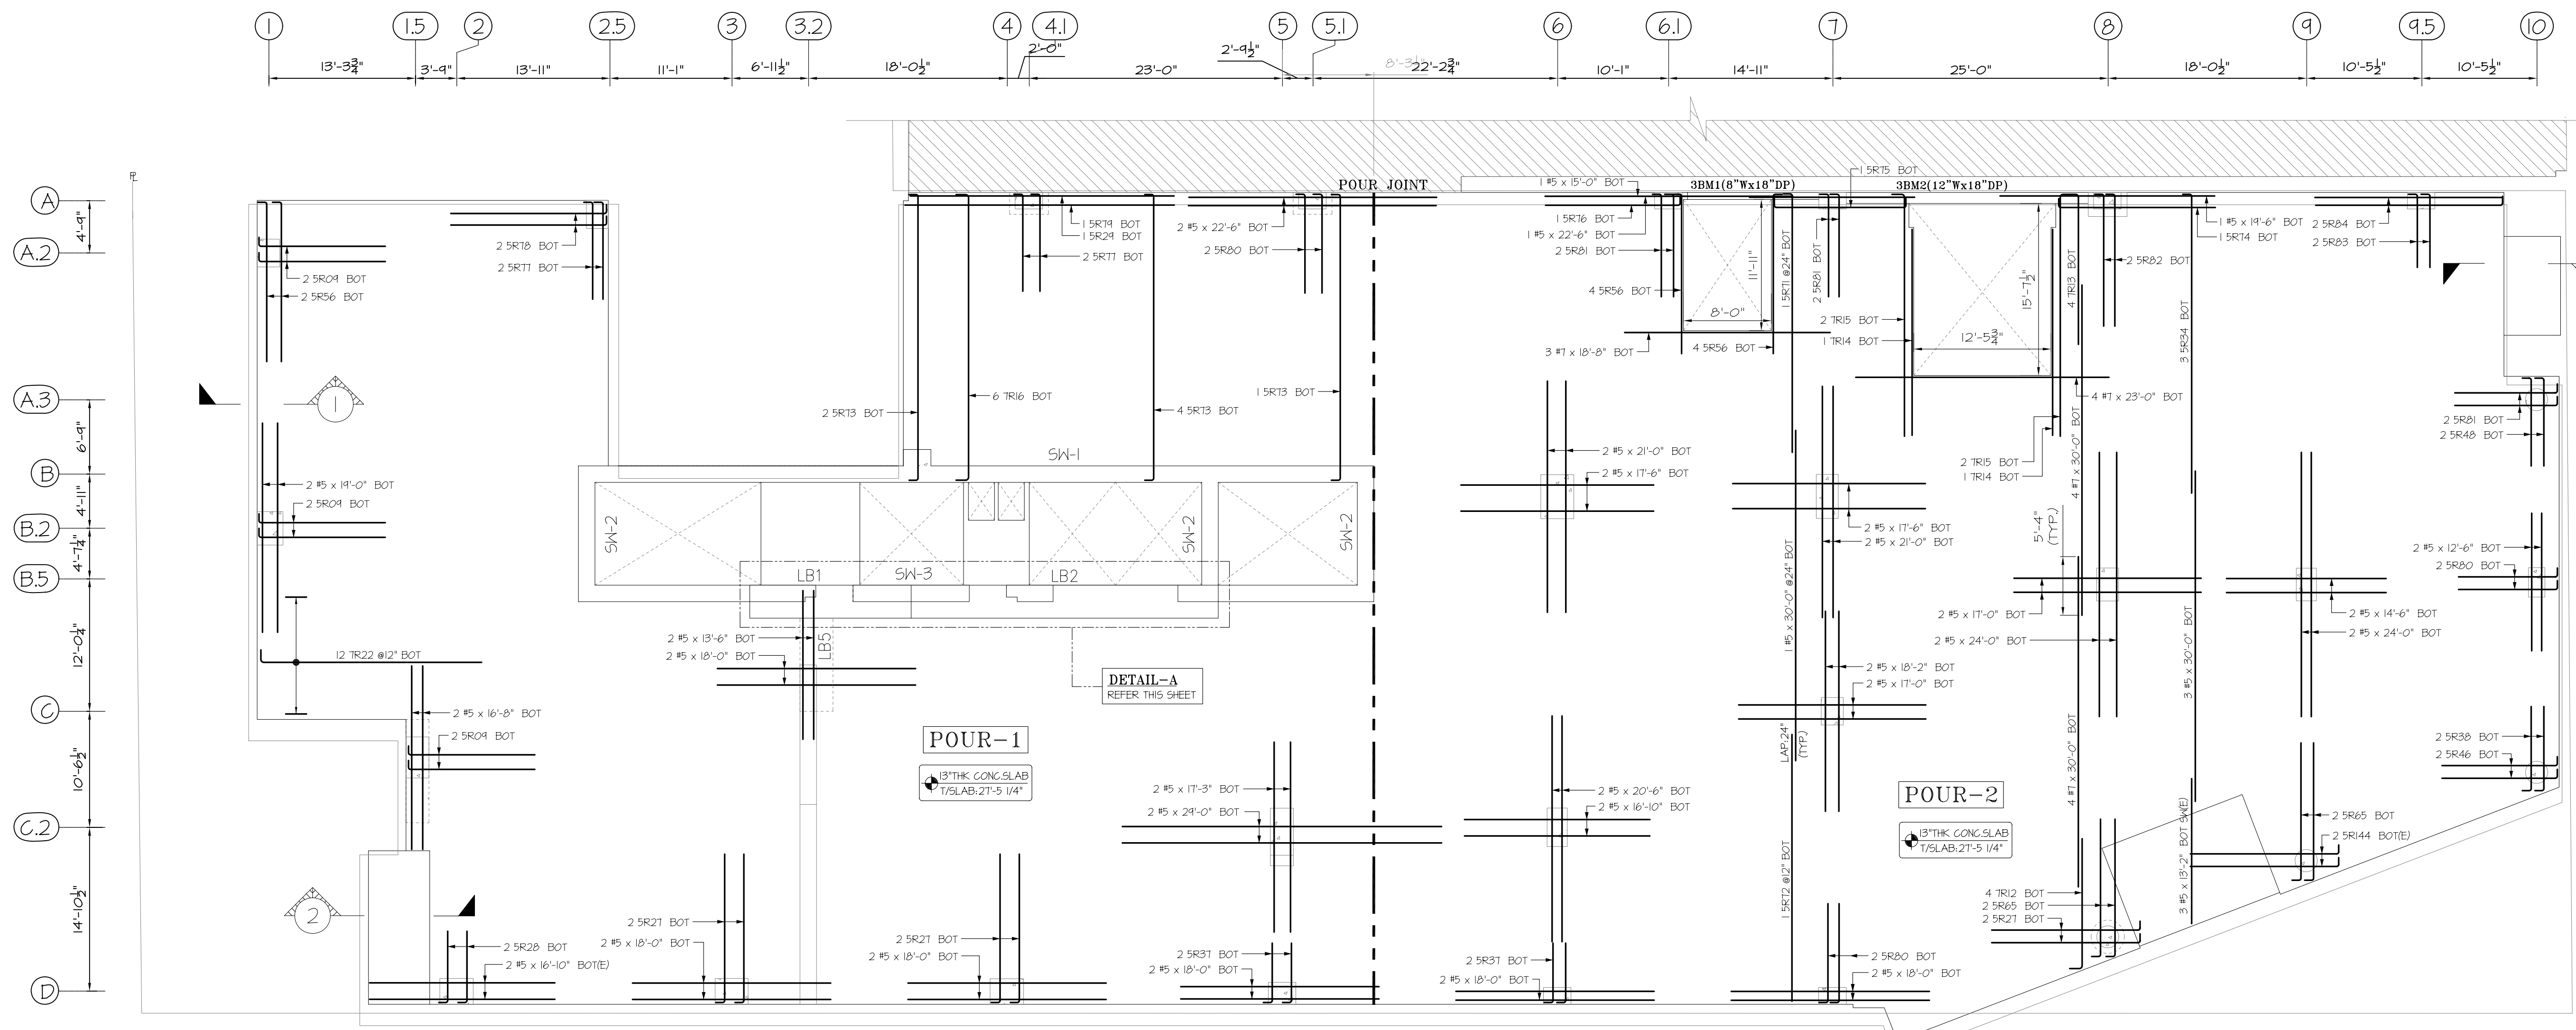 1
1.5
2
2.5
3
3.2
4
4.1
5
5.1
6
6.1
7
8
9
9.5
10
13'-3¾"
3'-9"
13'-11"
11'-1"
6'-11½"
18'-0½"
2'-0"
23'-0"
2'-9½"
8'-3½"
22'-2¾"
10'-1"
14'-11"
25'-0"
18'-0½"
10'-5½"
10'-5½"
A
A.2
A.3
B
B.2
B.5
C
C.2
D
4'-9"
6'-9"
4'-11"
4'-7¼"
12'-0¼"
10'-6½"
14'-10½"
PL
2 5R09 BOT
2 5R56 BOT
2 5R78 BOT
2 5R77 BOT
1 5R79 BOT
1 5R29 BOT
2 5R77 BOT
2 #5 x 22'-6" BOT
2 5R80 BOT
POUR JOINT
1 #5 x 15'-0" BOT
1 5R76 BOT
1 #5 x 22'-6" BOT
2 5R81 BOT
4 5R56 BOT
3BM1(8"Wx18"DP)
1 5R75 BOT
3BM2(12"Wx18"DP)
11'-11"
8'-0"
1 5R71 @24" BOT
2 5R81 BOT
3 #7 x 18'-8" BOT
4 5R56 BOT
2 7R15 BOT
1 7R14 BOT
15'-7½"
12'-5¾"
4 7R13 BOT
2 5R82 BOT
3 5R34 BOT
1 #5 x 19'-6" BOT
1 5R74 BOT
2 5R84 BOT
2 5R83 BOT
4 #7 x 23'-0" BOT
2 5R81 BOT
2 5R48 BOT
1
2 5R73 BOT
6 7R16 BOT
4 5R73 BOT
1 5R73 BOT
SW-1
2 #5 x 21'-0" BOT
2 #5 x 17'-6" BOT
2 7R15 BOT
1 7R14 BOT
4 #7 x 30'-0" BOT
5'-4"
(TYP.)
2 #5 x 19'-0" BOT
2 5R09 BOT
SW-2
SW-2
SW-2
LB1
SW-3
LB2
LB5
2 #5 x 17'-6" BOT
2 #5 x 21'-0" BOT
1 #5 x 30'-0" @24" BOT
2 #5 x 12'-6" BOT
2 5R80 BOT
2 #5 x 17'-0" BOT
2 #5 x 24'-0" BOT
2 #5 x 14'-6" BOT
2 #5 x 24'-0" BOT
3 #5 x 30'-0" BOT
12 7R22 @12" BOT
2 #5 x 13'-6" BOT
2 #5 x 18'-0" BOT
DETAIL-A
REFER THIS SHEET
2 #5 x 18'-2" BOT
2 #5 x 17'-0" BOT
2 #5 x 16'-8" BOT
2 5R09 BOT
POUR-1
13"THK CONC.SLAB
T/SLAB:27'-5 1/4"
LAP:24"
(TYP.)
4 #7 x 30'-0" BOT
2 5R38 BOT
2 5R46 BOT
2 #5 x 17'-3" BOT
2 #5 x 29'-0" BOT
2 #5 x 20'-6" BOT
2 #5 x 16'-10" BOT
POUR-2
13"THK CONC.SLAB
T/SLAB:27'-5 1/4"
1 5R72 @12" BOT
3 #5 x 13'-2" BOT SW(E)
2 5R65 BOT
2 5R144 BOT(E)
2
4 7R12 BOT
2 5R65 BOT
2 5R27 BOT
2 5R28 BOT
2 #5 x 16'-10" BOT(E)
2 5R27 BOT
2 #5 x 18'-0" BOT
2 5R27 BOT
2 #5 x 18'-0" BOT
2 5R37 BOT
2 #5 x 18'-0" BOT
2 5R37 BOT
2 #5 x 18'-0" BOT
2 5R80 BOT
2 #5 x 18'-0" BOT